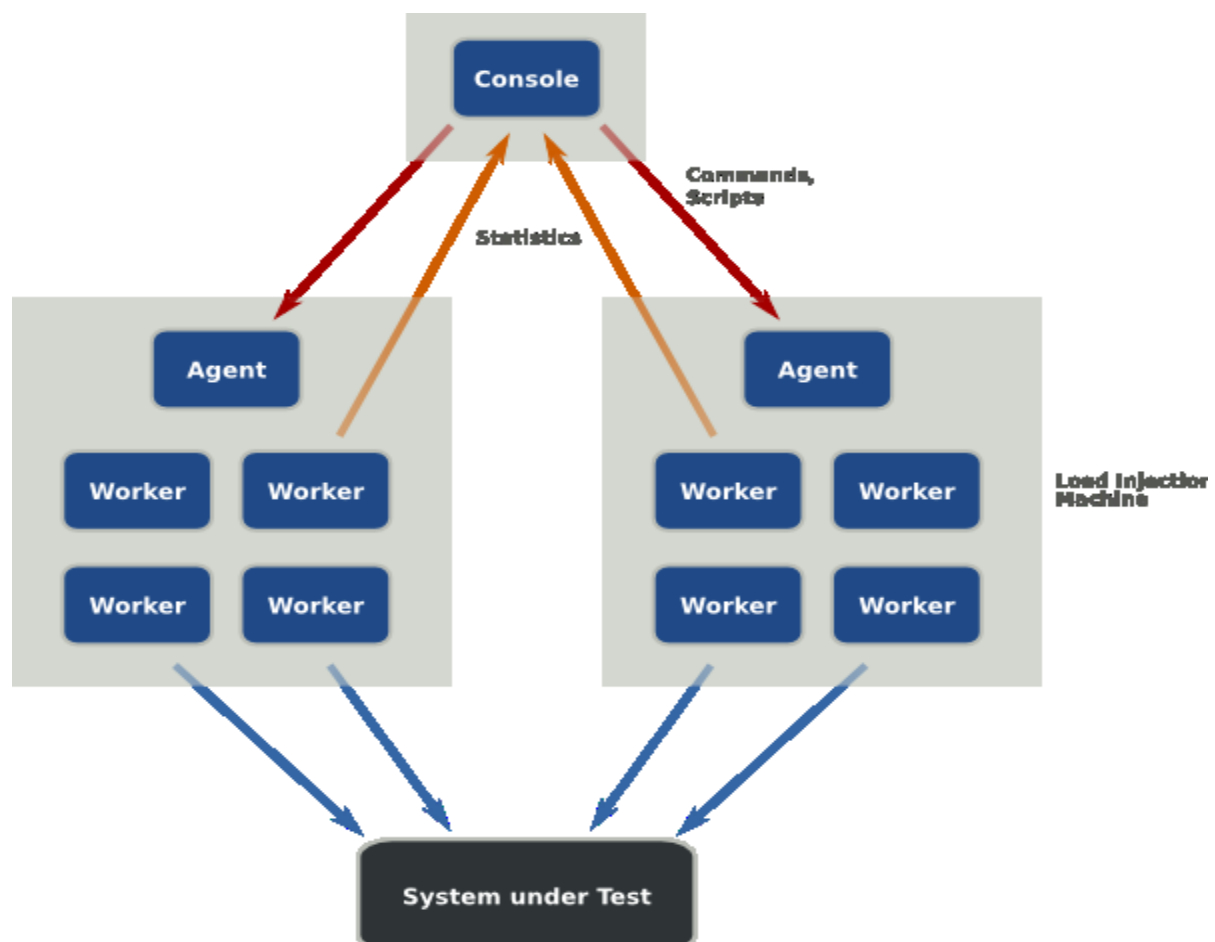 Console
Commands,
Scripts
Statistics
Agent
Agent
Worker
Worker
Worker
Worker
Load Injection
Machine
Worker
Worker
Worker
Worker
System under Test